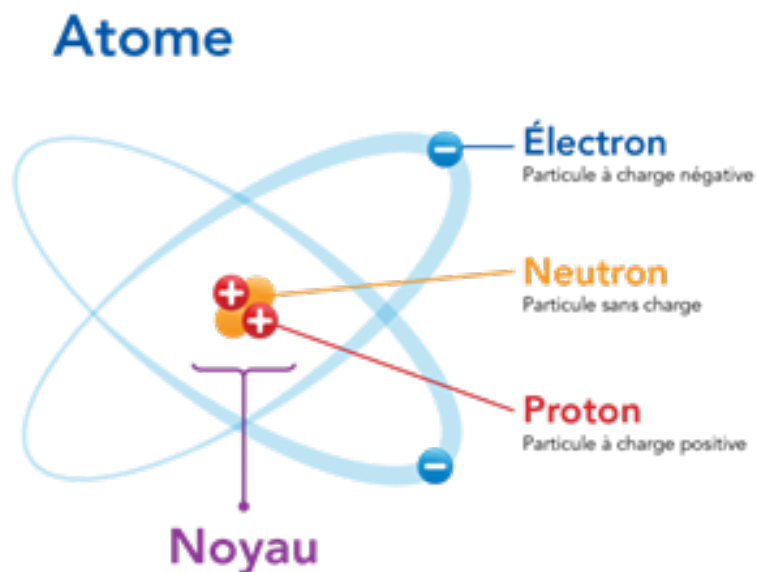 Atome
Électron
Particule à charge négative
Neutron
Particule sans charge
Proton
Particule à charge positive
Noyau